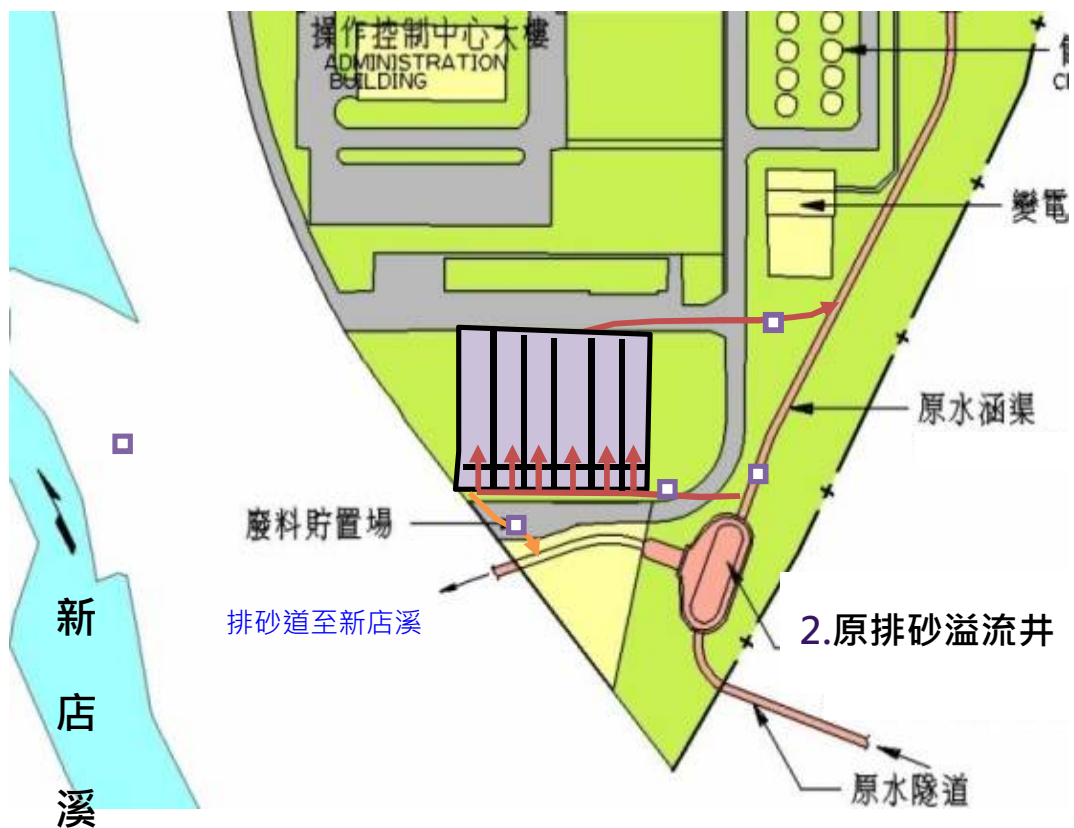 操作控制中心大樓
ADMINISTRATION
BUILDING
變電
原水涵渠
廢料貯置場
排砂道至新店溪
2.原排砂溢流井
原水隧道
新
店
溪